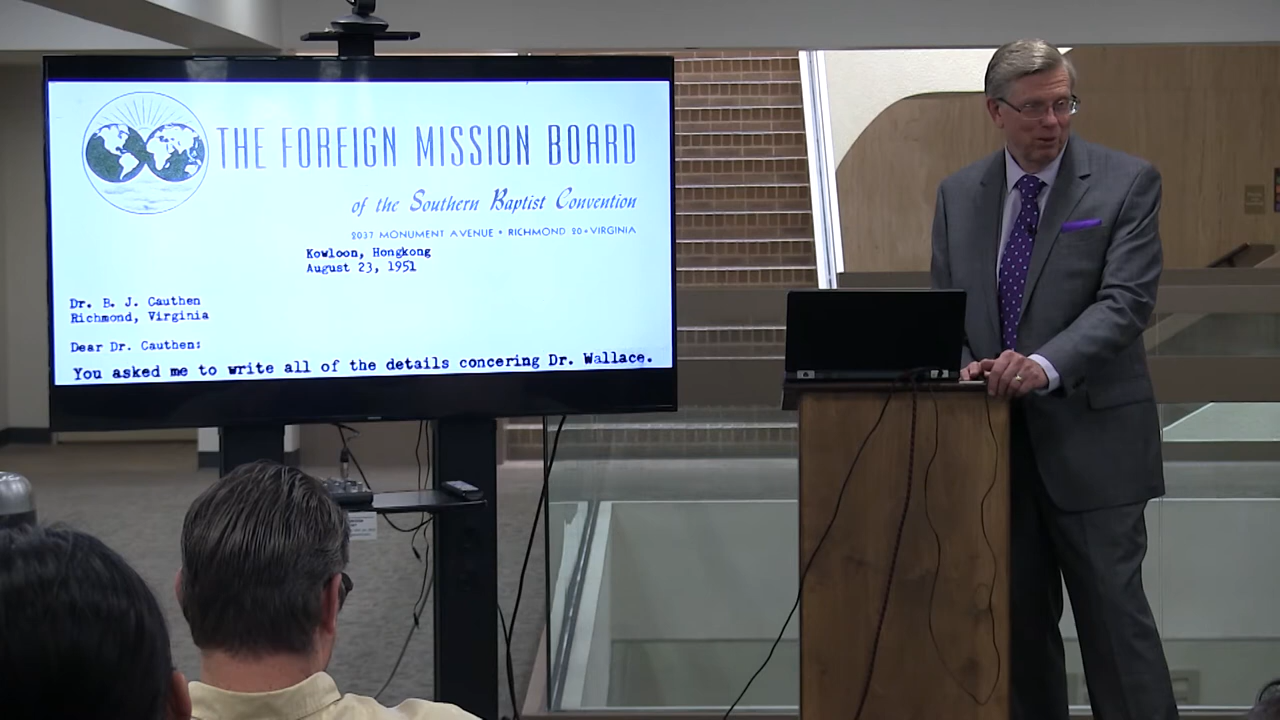 THE FOREIGN MISSION BOARD
of the Southern Baptist Convention
2037 MONUMENT AVENUE • RICHMOND 20 • VIRGINIA
Kowloon, Hongkong
August 23, 1951
Dr. B. J. Cauthen
Richmond, Virginia
Dear Dr. Cauthen:
You asked me to write all of the details concering Dr. Wallace.